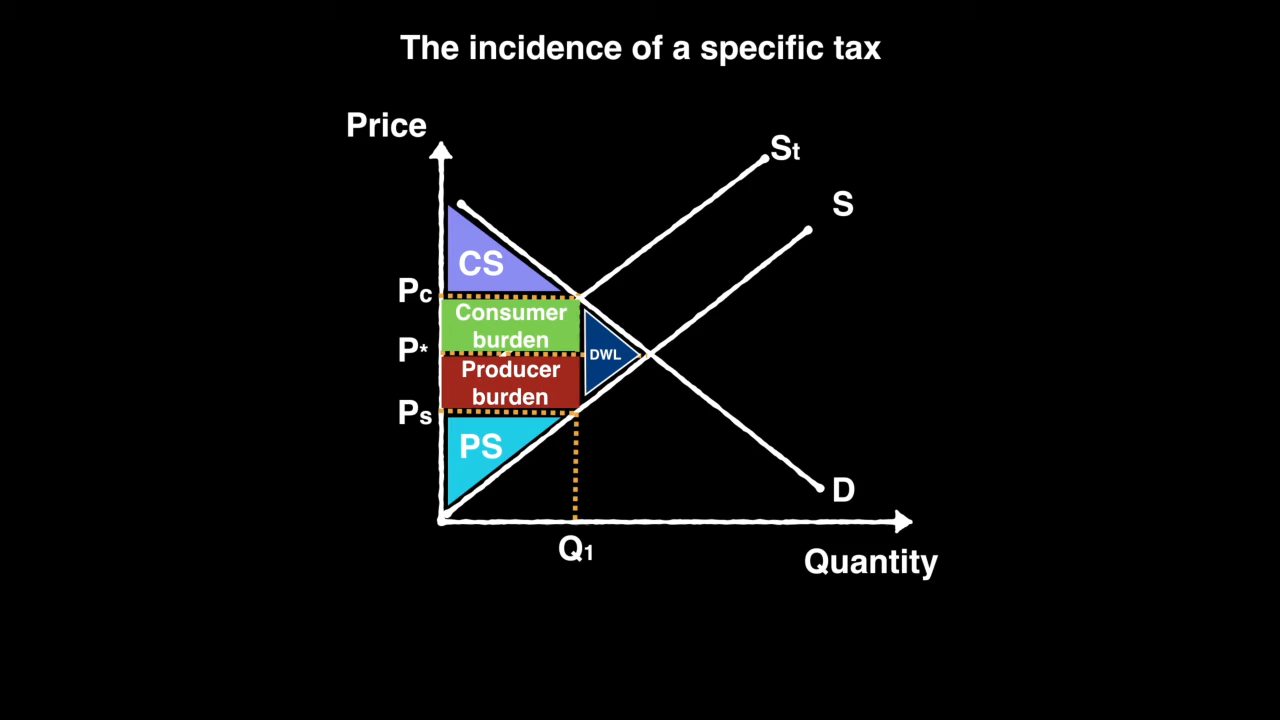 The incidence of a specific tax
Price
St
S
CS
Pc
Consumer
burden
P*
DWL
Producer
burden
Ps
PS
D
Q1
Quantity